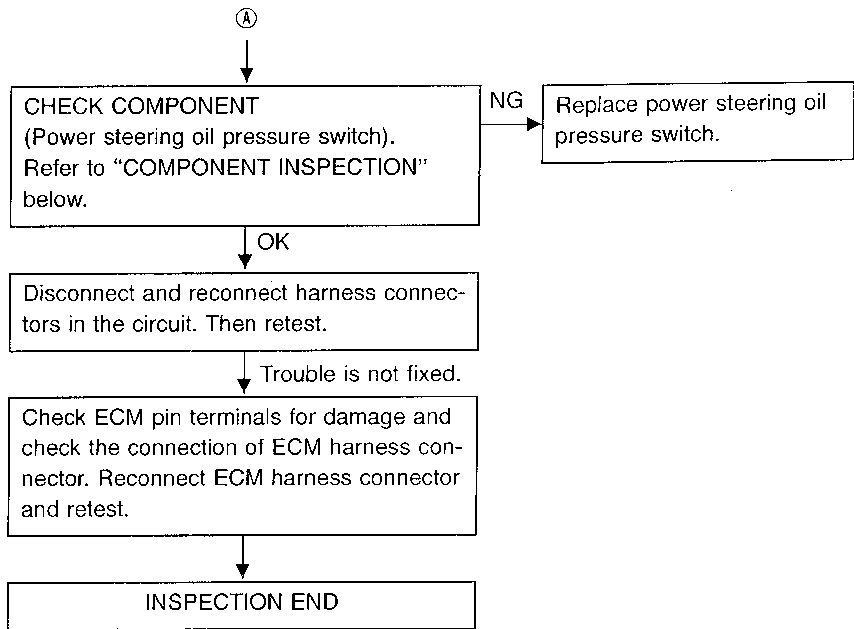 Ⓐ
CHECK COMPONENT
(Power steering oil pressure switch).
Refer to “COMPONENT INSPECTION”
below.
NG
Replace power steering oil
pressure switch.
OK
Disconnect and reconnect harness connec-
tors in the circuit. Then retest.
Trouble is not fixed.
Check ECM pin terminals for damage and
check the connection of ECM harness con-
nector. Reconnect ECM harness connector
and retest.
INSPECTION END